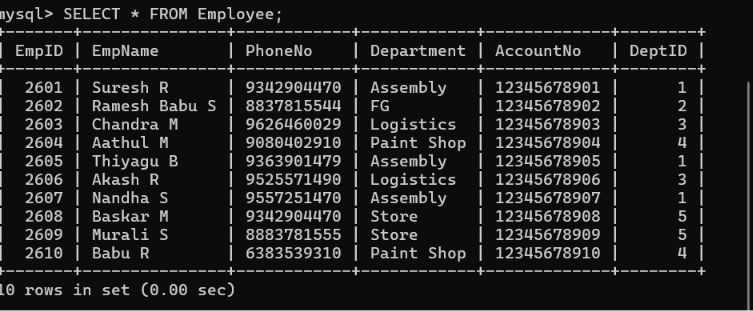 mysql> SELECT * FROM Employee;
| EmpID | EmpName | PhoneNo | Department | AccountNo | DeptID |
| 2601 | Suresh R | 9342904470 | Assembly | 12345678901 | 1 |
| 2602 | Ramesh Babu S | 8837815544 | FG | 12345678902 | 2 |
| 2603 | Chandra M | 9626460029 | Logistics | 12345678903 | 3 |
| 2604 | Aathul M | 9080402910 | Paint Shop | 12345678904 | 4 |
| 2605 | Thiyagu B | 9363901479 | Assembly | 12345678905 | 1 |
| 2606 | Akash R | 9525571490 | Logistics | 12345678906 | 3 |
| 2607 | Nandha S | 9557251470 | Assembly | 12345678907 | 1 |
| 2608 | Baskar M | 9342904470 | Store | 12345678908 | 5 |
| 2609 | Murali S | 8883781555 | Store | 12345678909 | 5 |
| 2610 | Babu R | 6383539310 | Paint Shop | 12345678910 | 4 |
10 rows in set (0.00 sec)